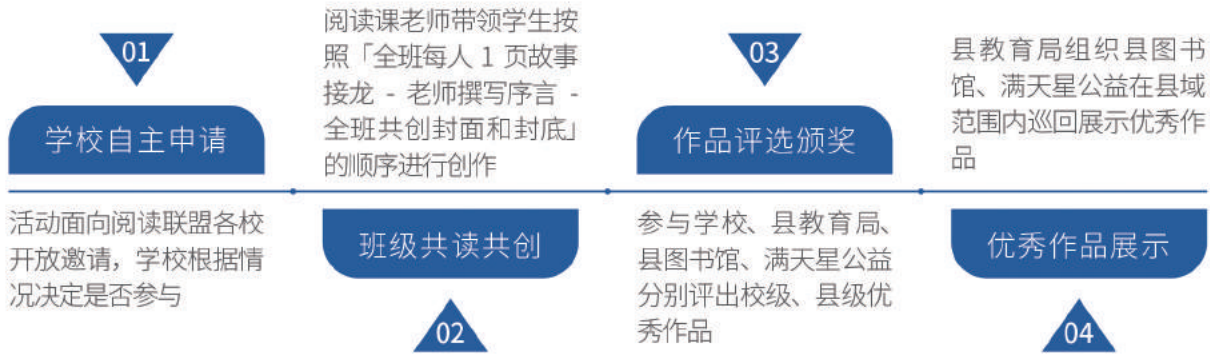 01
学校自主申请
活动面向阅读联盟各校
开放邀请，学校根据情
况决定是否参与
阅读课老师带领学生按
照「全班每人 1 页故事
接龙 - 老师撰写序言 -
全班共创封面和封底」
的顺序进行创作
班级共读共创
02
03
作品评选颁奖
参与学校、县教育局、
县图书馆、满天星公益
分别评出校级、县级优
秀作品
县教育局组织县图书
馆、满天星公益在县域
范围内巡回展示优秀作
品
优秀作品展示
04